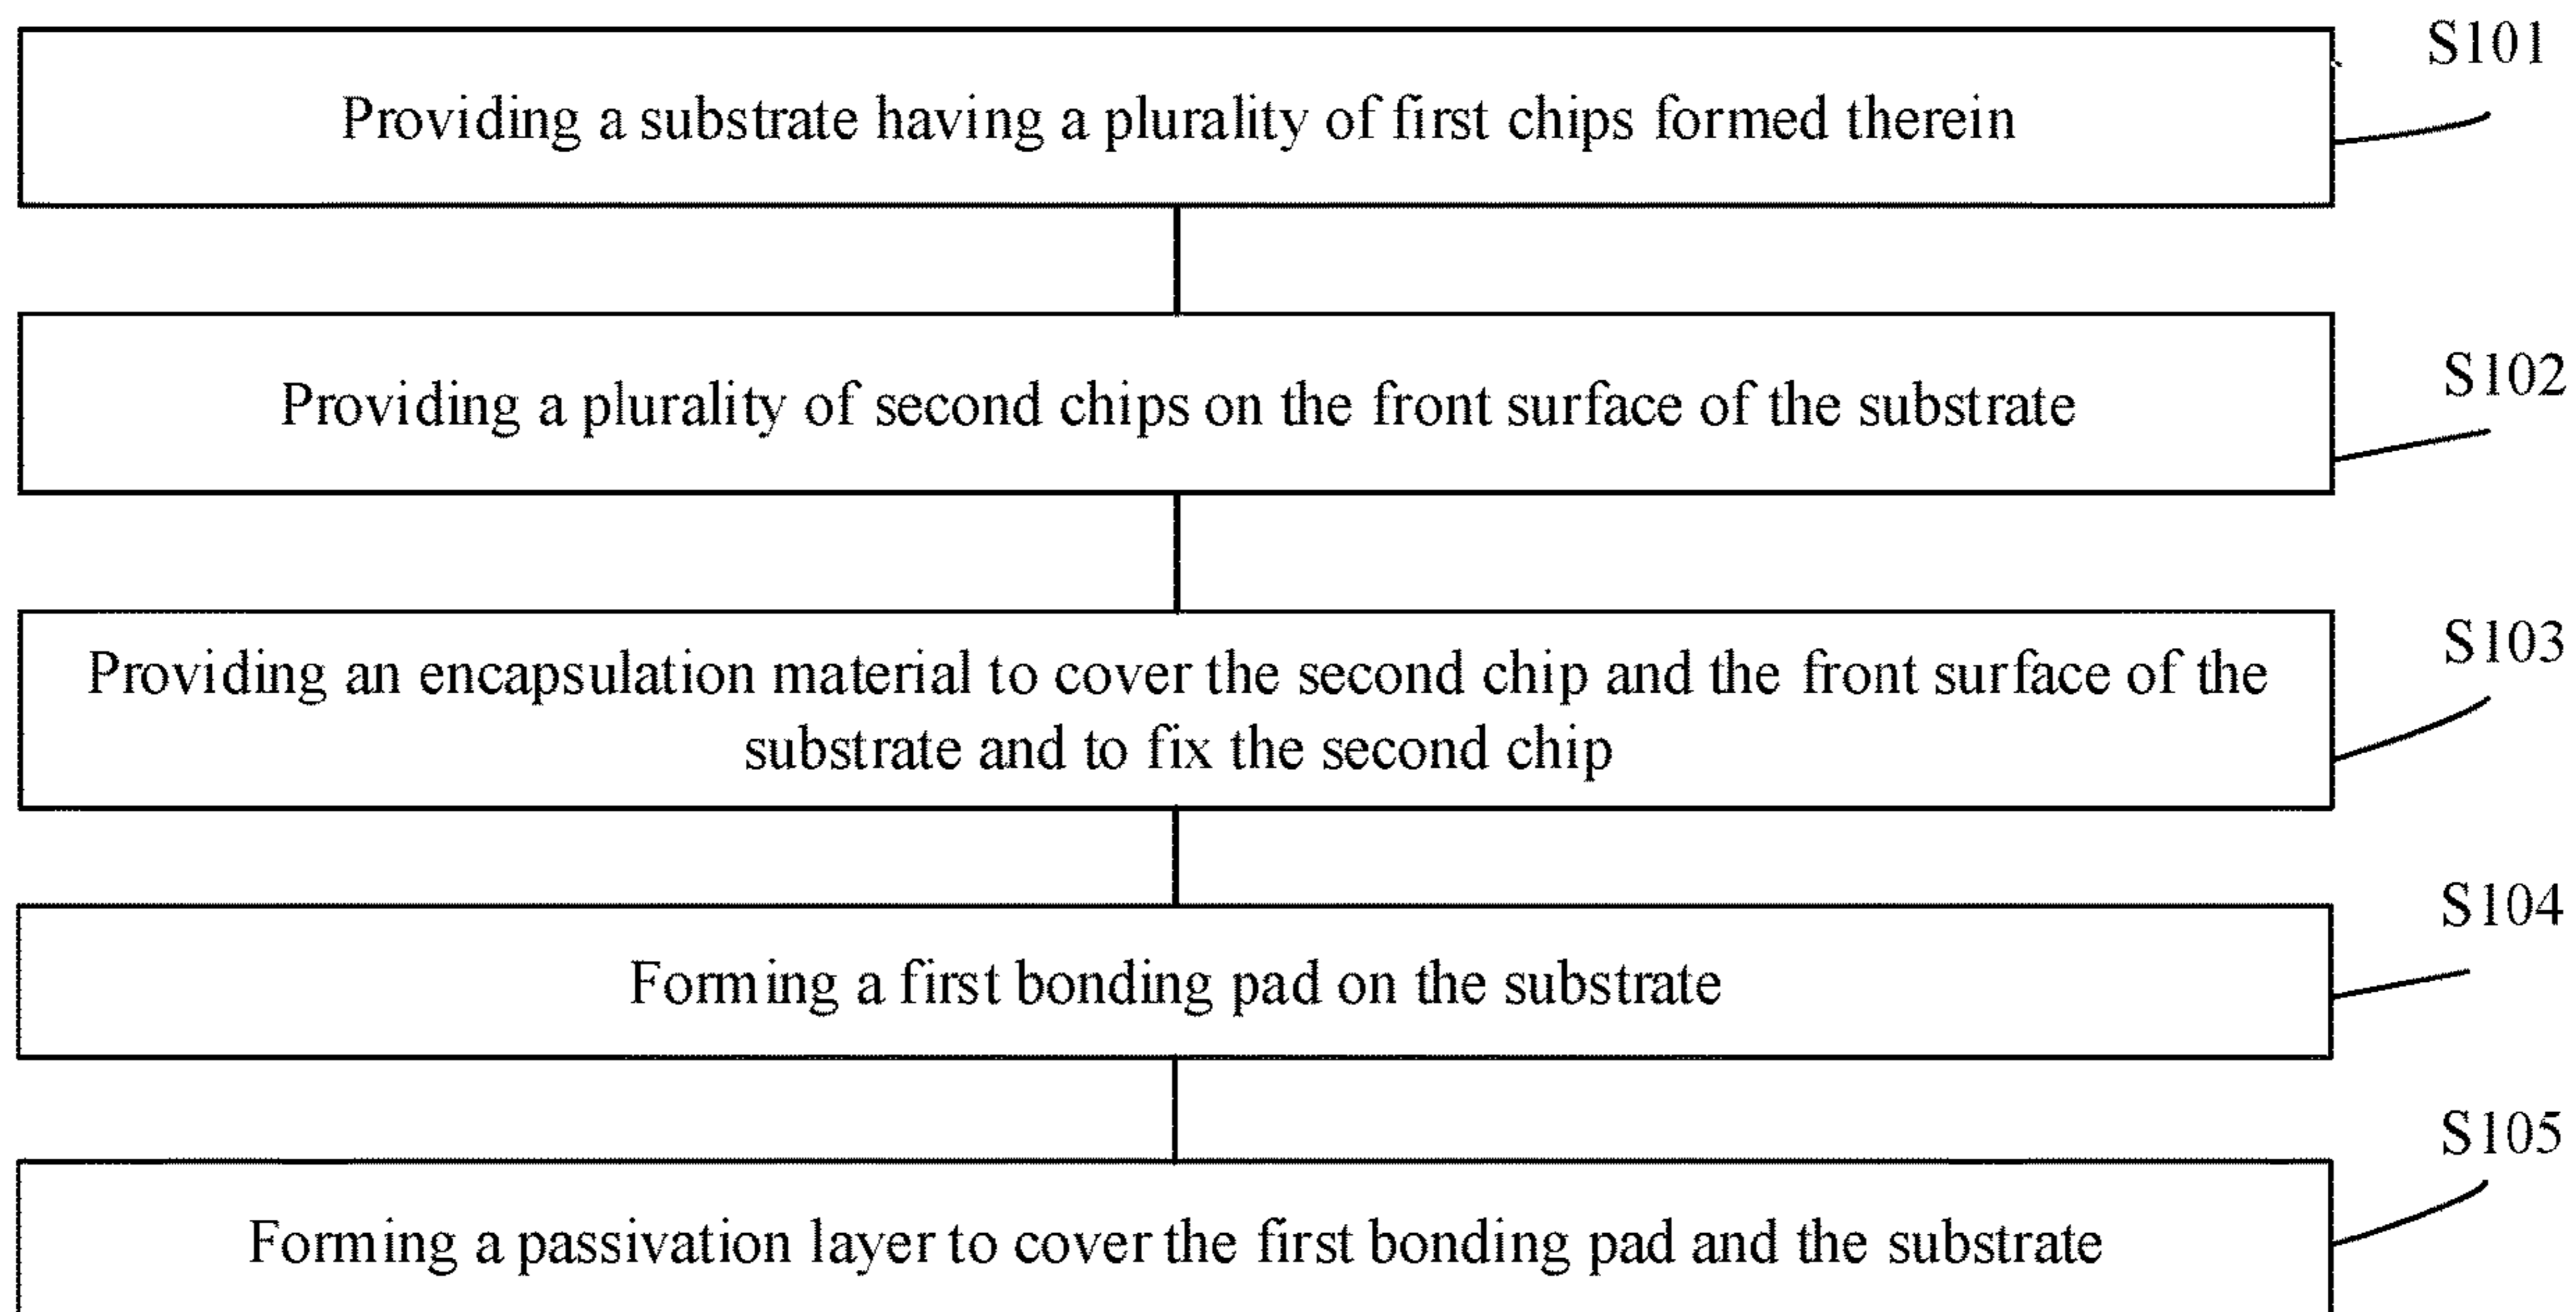 S101
Providing a substrate having a plurality of first chips formed therein
S102
Providing a plurality of second chips on the front surface of the substrate
S103
Providing an encapsulation material to cover the second chip and the front surface of the
substrate and to fix the second chip
S104
Forming a first bonding pad on the substrate
S105
Forming a passivation layer to cover the first bonding pad and the substrate